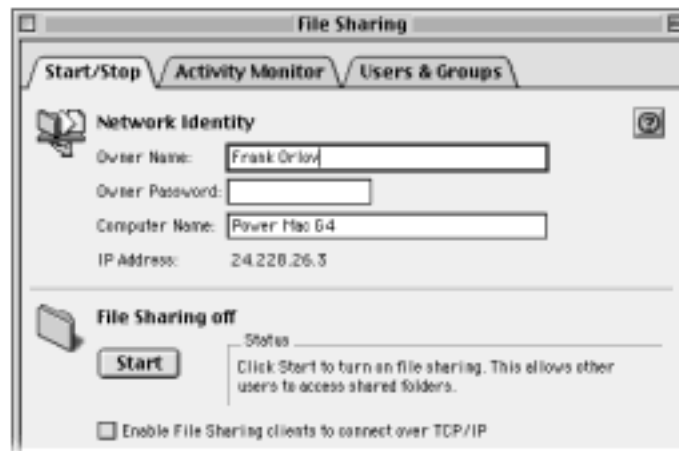 File Sharing
Start/Stop Activity Monitor Users & Groups
Network Identity
Owner Name: Frank Orlov
Owner Password:
Computer Name: Power Mac G4
IP Address: 24.228.26.3
File Sharing off
Status
Start
Click Start to turn on file sharing. This allows other
users to access shared folders.
Enable File Sharing clients to connect over TCP/IP